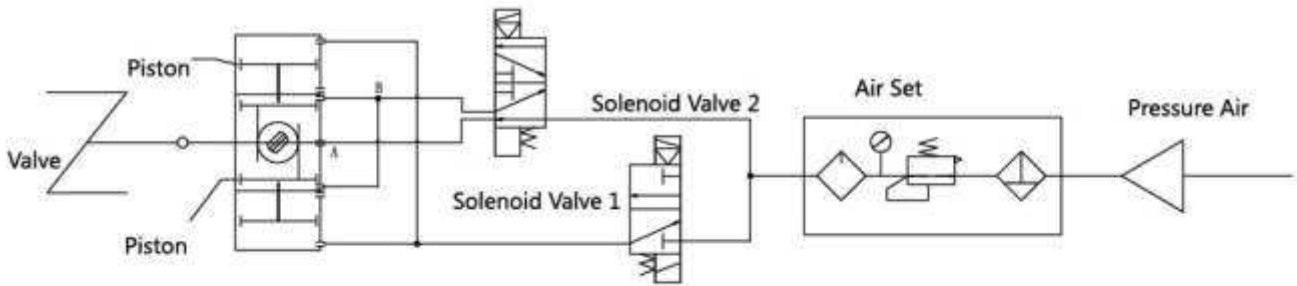 Piston
B
Solenoid Valve 2
Air Set
Pressure Air
A
Valve
Solenoid Valve 1
Piston